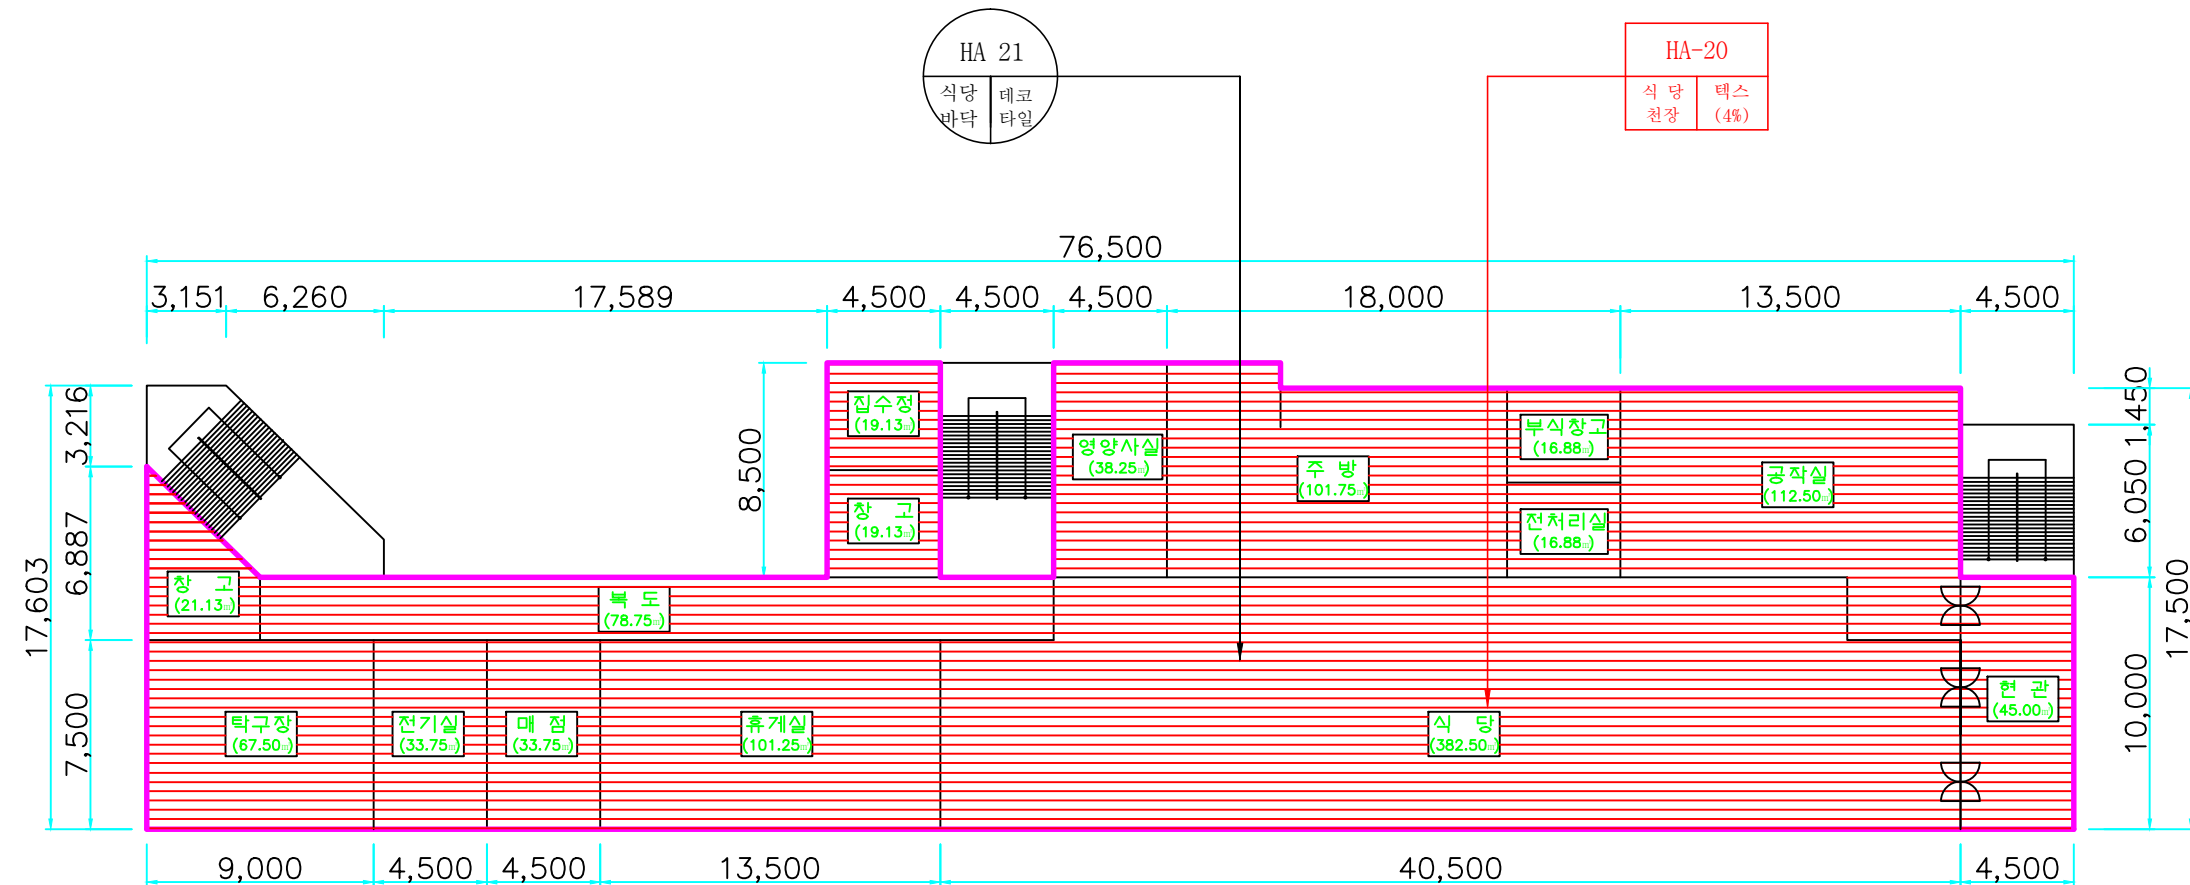 HA 21
식당
바닥
데코
타일
HA-20
식 당
천장
텍스
(4%)
76,500
3,151
6,260
17,589
4,500
4,500
4,500
18,000
13,500
4,500
17,603
3,216
6,887
7,500
8,500
1,450
6,050
10,000
17,500
집수정
(19.13㎡)
창 고
(19.13㎡)
영양사실
(38.25㎡)
주 방
(101.75㎡)
부식창고
(16.88㎡)
전처리실
(16.88㎡)
공작실
(112.50㎡)
창 고
(21.13㎡)
복 도
(78.75㎡)
탁구장
(67.50㎡)
전기실
(33.75㎡)
매 점
(33.75㎡)
휴게실
(101.25㎡)
식 당
(382.50㎡)
현 관
(45.00㎡)
9,000
4,500
4,500
13,500
40,500
4,500